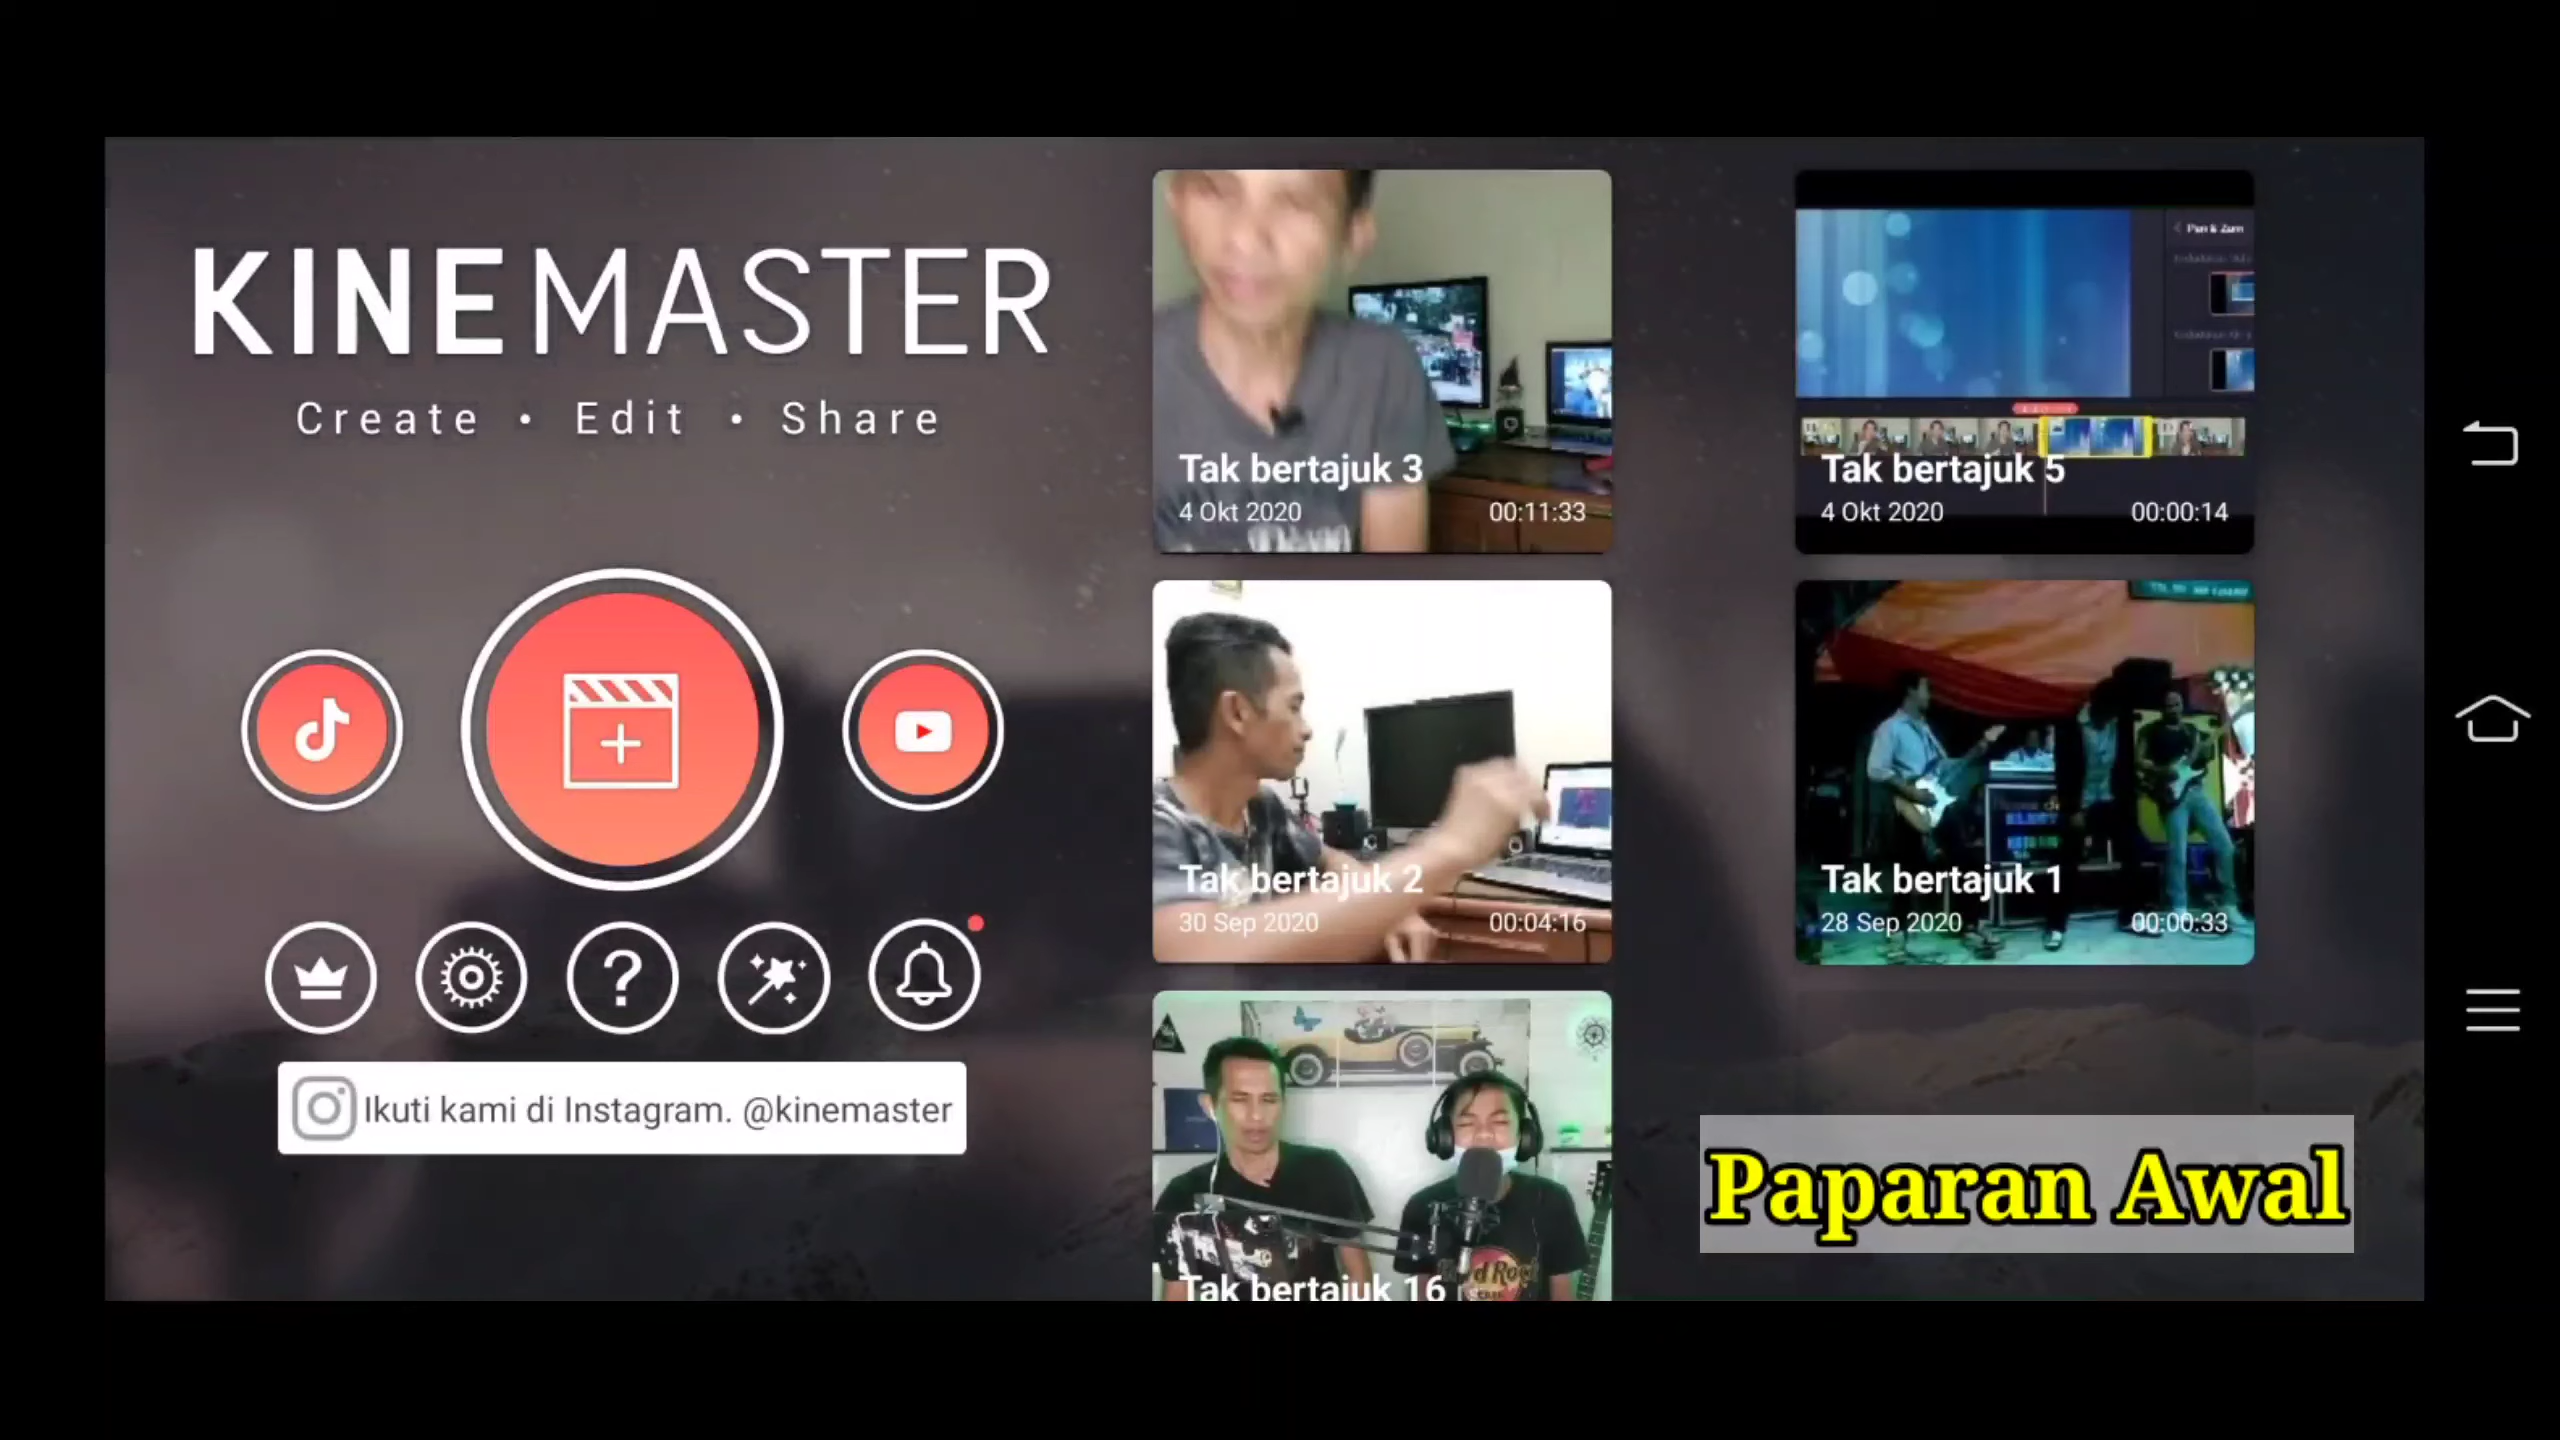 KINEMASTER
Create • Edit • Share
Ikuti kami di Instagram. @kinemaster
Tak bertajuk 3
4 Okt 2020 00:11:33
Pan & Zum
Tak bertajuk 5
4 Okt 2020 00:00:14
Tak bertajuk 2
30 Sep 2020 00:04:16
Tak bertajuk 1
28 Sep 2020 00:00:33
Tak bertajuk 16
Paparan Awal